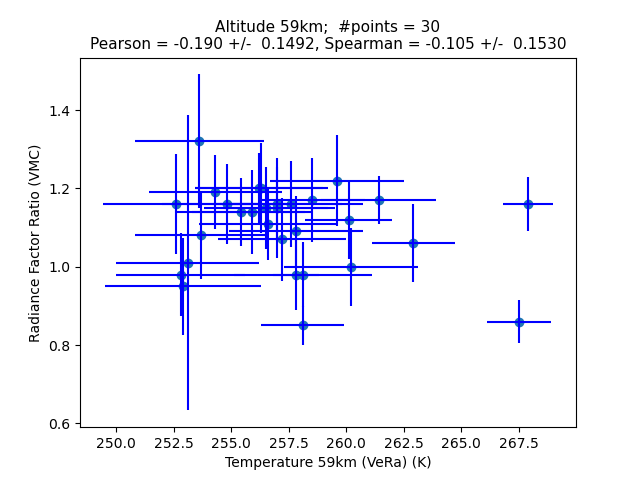 Altitude 59km;  #points = 30
Pearson = -0.190 +/-  0.1492, Spearman = -0.105 +/-  0.1530
Radiance Factor Ratio (VMC)
1.4
1.2
1.0
0.8
0.6
250.0 252.5 255.0 257.5 260.0 262.5 265.0 267.5
Temperature 59km (VeRa) (K)